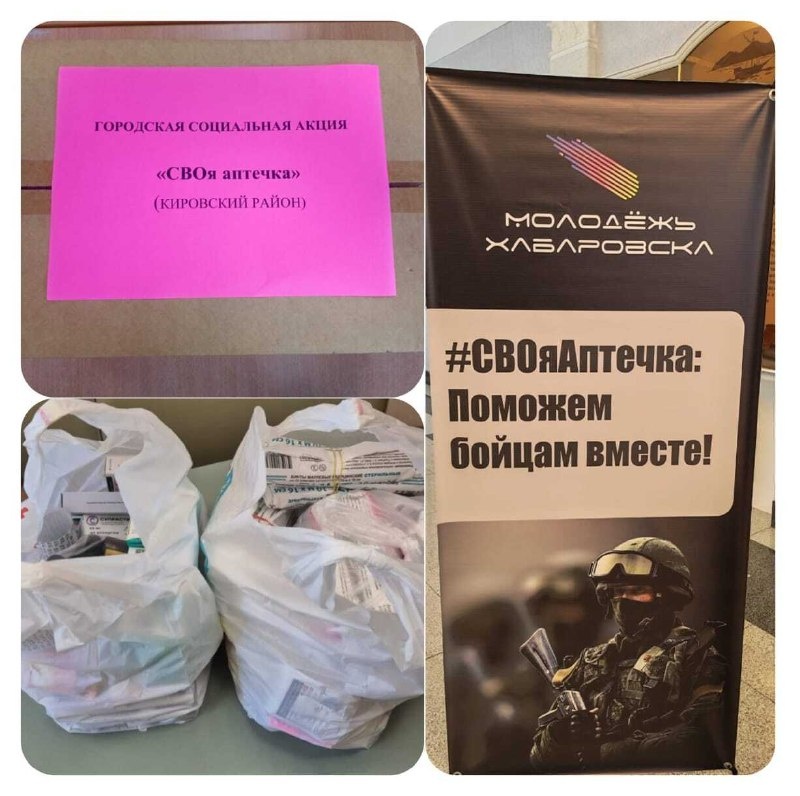 ГОРОДСКАЯ СОЦИАЛЬНАЯ АКЦИЯ
«СВОя аптечка»
(КИРОВСКИЙ РАЙОН)
МОЛОДЁЖЬ
ХАБАРОВСКА
#СВОяАптечка:
Поможем
бойцам вместе!